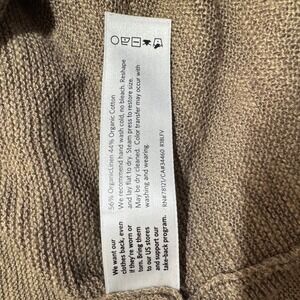 56% Organic Linen 44% Organic Cotton
We recommend hand wash cold, no bleach. Reshape
and lay flat to dry. Steam press to restore size.
May be dry cleaned. Color transfer may occur with
washing and wearing.
RN#78121/CA#34460 R18LFV
We want our
clothes back, even
if they're worn or
torn. Bring them
to our US stores
and support our
take-back program.